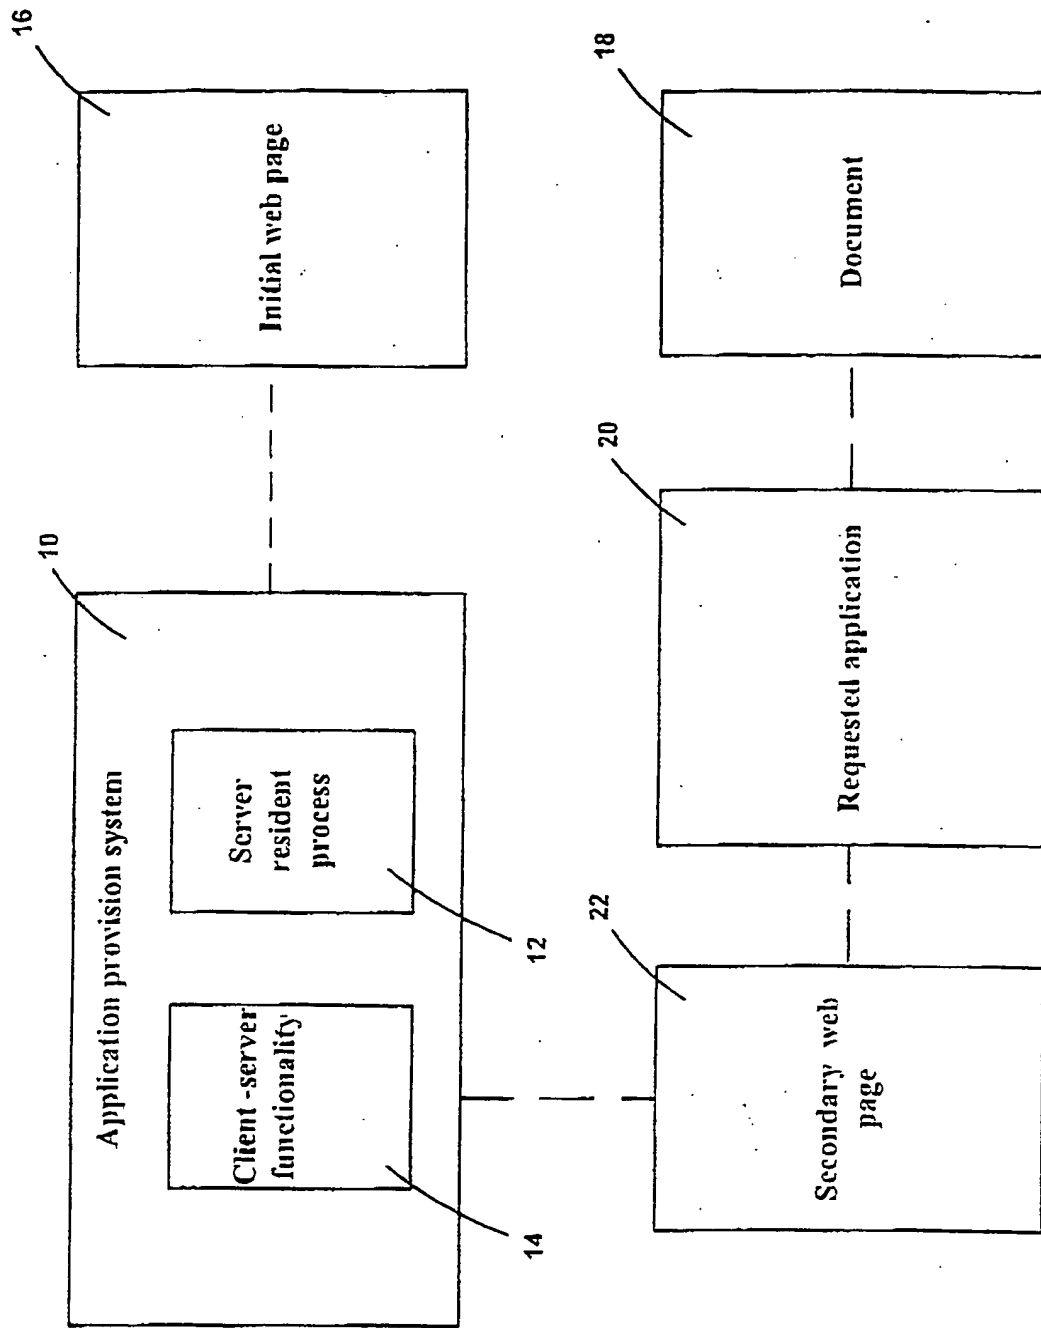 10
Application provision system
Client -server
functionality
14
Server
resident
process
12
16
Initial web page
22
Secondary web
page
20
Requested application
18
Document